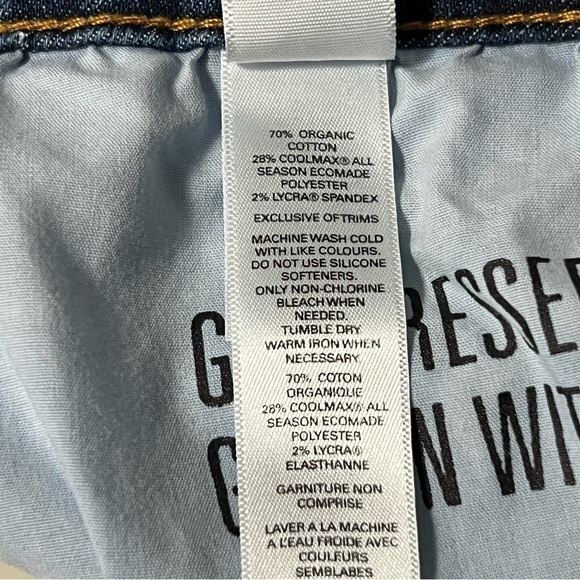 70% ORGANIC
COTTON
28% COOLMAX® ALL
SEASON ECOMADE
POLYESTER
2% LYCRA® SPANDEX
EXCLUSIVE OF TRIMS
MACHINE WASH COLD
WITH LIKE COLOURS.
DO NOT USE SILICONE
SOFTENERS.
ONLY NON-CHLORINE
BLEACH WHEN
NEEDED.
TUMBLE DRY
WARM IRON WHEN
NECESSARY
70% COTON
ORGANIQUE
28% COOLMAX® ALL
SEASON ECOMADE
POLYESTER
2% LYCRA®
ELASTHANNE
GARNITURE NON
COMPRISE
LAVER A LA MACHINE
A L'EAU FROIDE AVEC
COULEURS
SEMBLABES